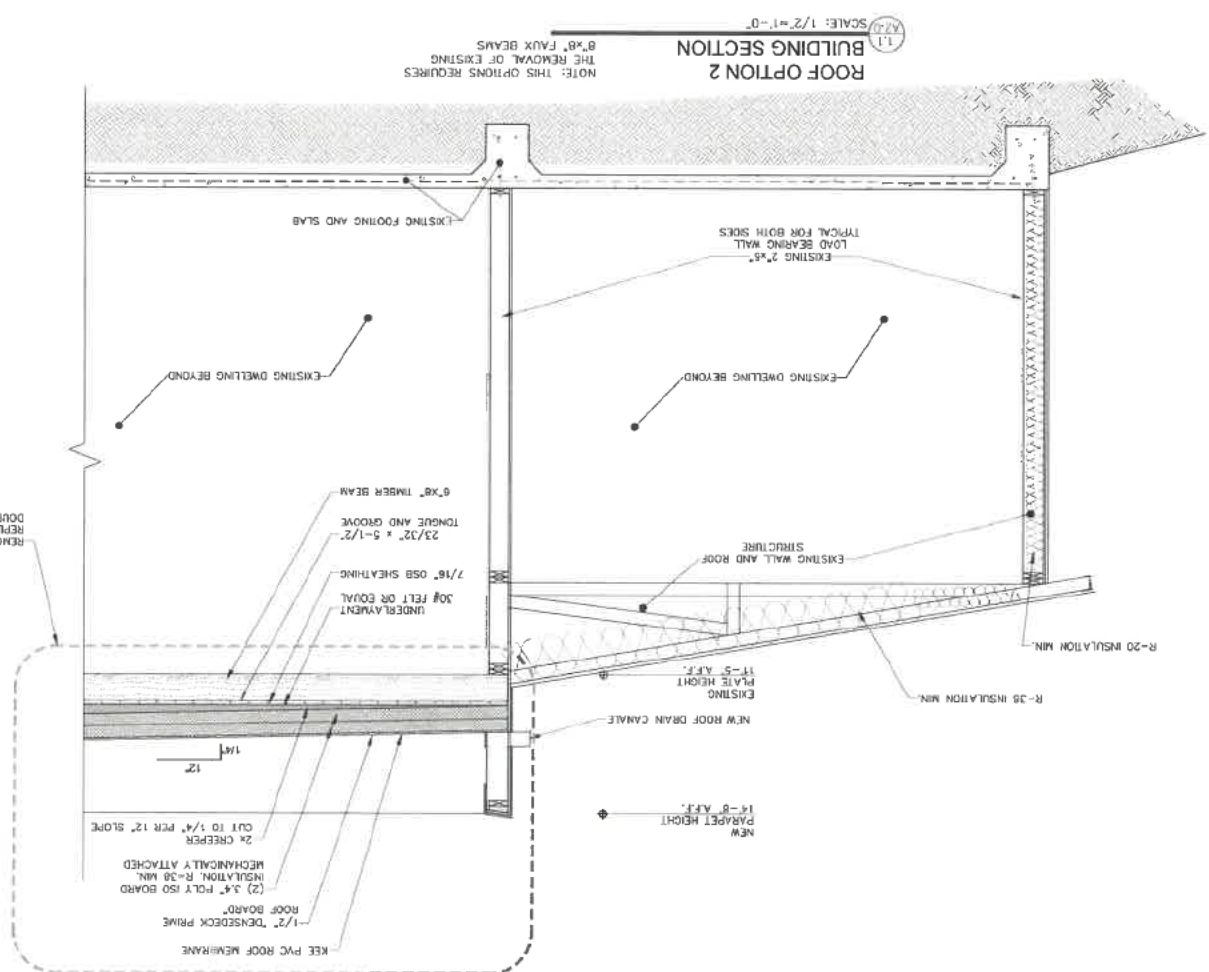 KEE PVC ROOF MEMBRANE
1/2" "DENSEDECK PRIME
ROOF BOARD"
(2) 3.4" POLY ISO BOARD
INSULATION. R=38 MIN.
MECHANICALLY ATTACHED
2x CREEPER
CUT TO 1/4" PER 12" SLOPE
NEW
PARAPET HEIGHT
14'-8" A.F.F.
12"
1/4"
NEW ROOF DRAIN CANALE
EXISTING
PLATE HEIGHT
11'-5" A.F.F.
R-38 INSULATION MIN.
R-20 INSULATION MIN.
UNDERLAYMENT
30# FELT OR EQUAL
7/16" OSB SHEATHING
23/32" x 5-1/2"
TONGUE AND GROOVE
6"X8" TIMBER BEAM
REMO
REPL
DOUB
EXISTING WALL AND ROOF
STRUCTURE
EXISTING DWELLING BEYOND
EXISTING DWELLING BEYOND
EXISTING 2"x6"
LOAD BEARING WALL
TYPICAL FOR BOTH SIDES
EXISTING FOOTING AND SLAB
1.1
A2.0
ROOF OPTION 2
BUILDING SECTION
SCALE: 1/2"=1'-0"
NOTE: THIS OPTIONS REQUIRES
THE REMOVAL OF EXISTING
8"x8" FAUX BEAMS